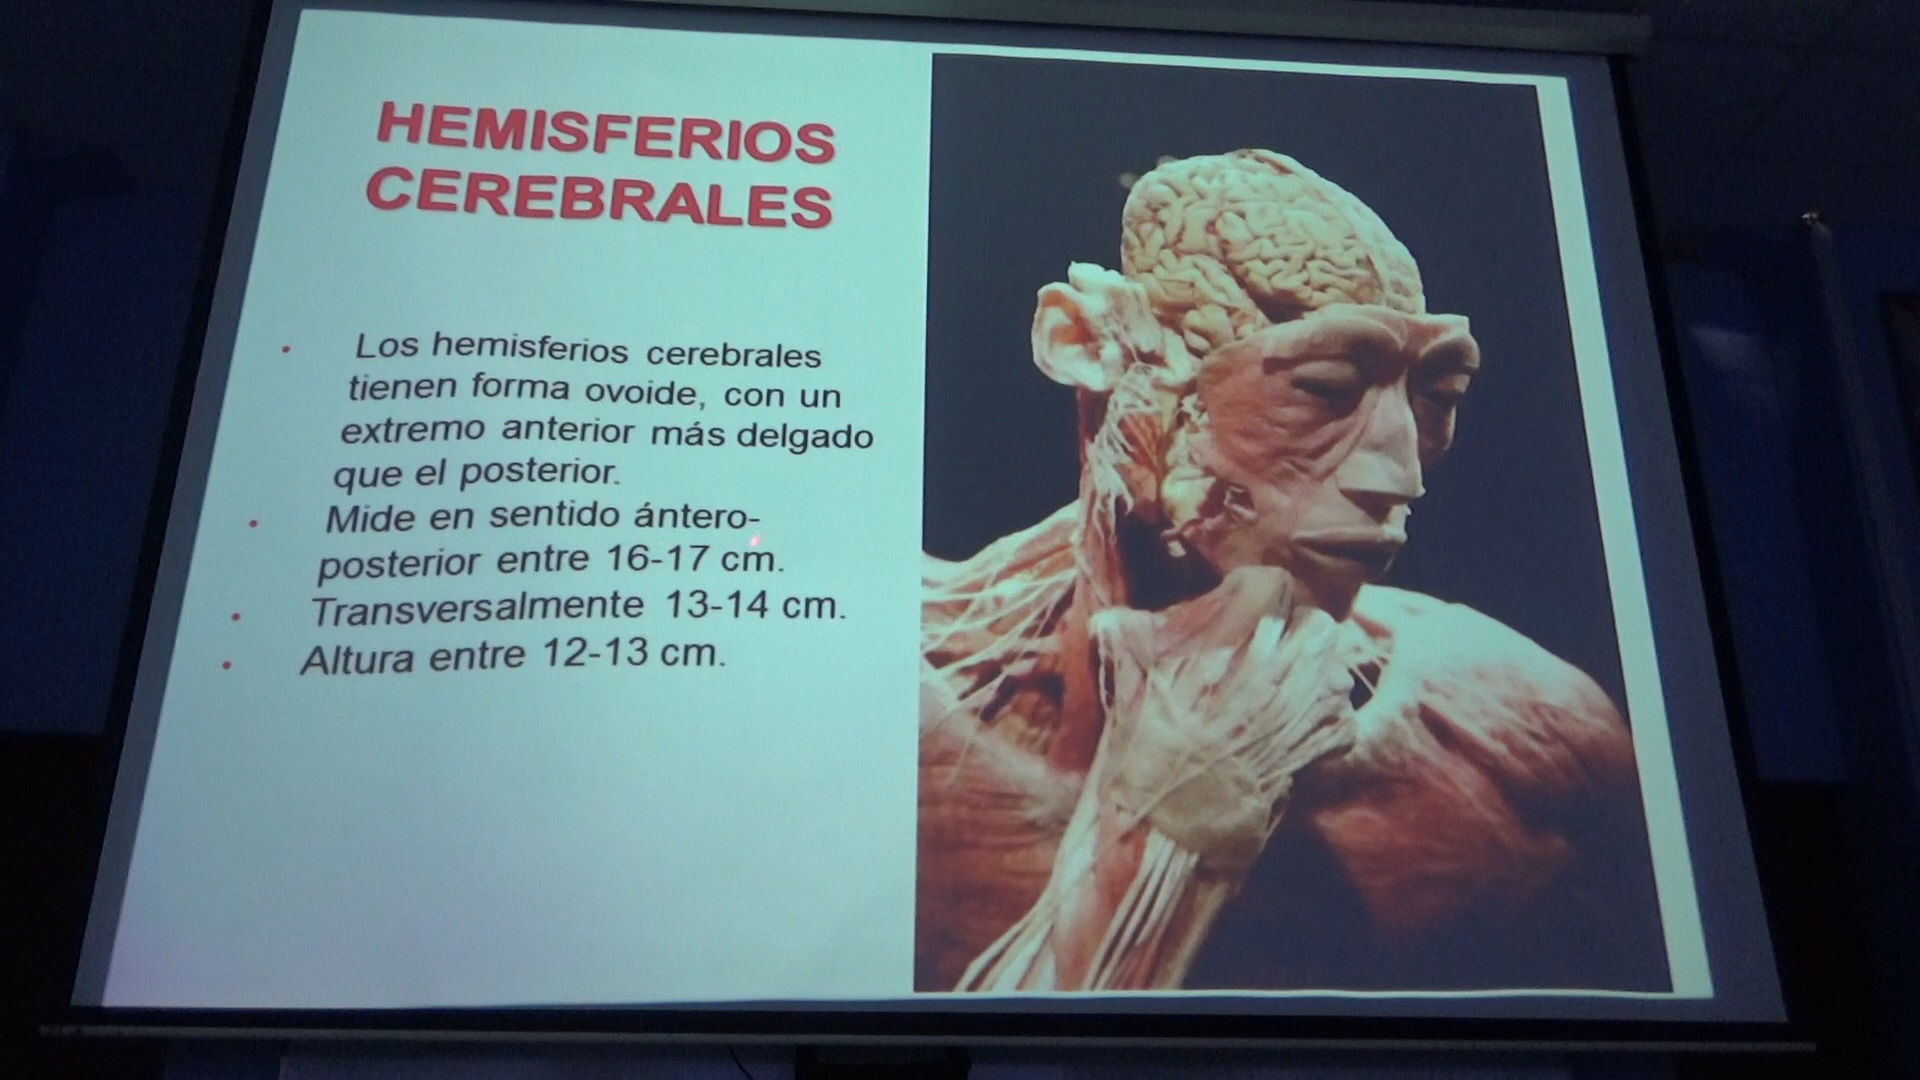 HEMISFERIOS
CEREBRALES
• Los hemisferios cerebrales
tienen forma ovoide, con un
extremo anterior más delgado
que el posterior.
• Mide en sentido ántero-
posterior entre 16-17 cm.
• Transversalmente 13-14 cm.
• Altura entre 12-13 cm.